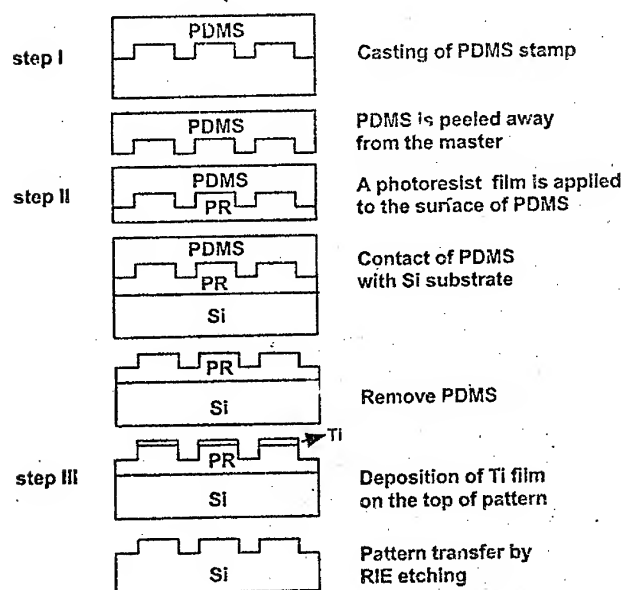 PDMS
step I
Casting of PDMS stamp
PDMS
PDMS is peeled away
from the master
step II
PDMS
PR
A photoresist film is applied
to the surface of PDMS
PDMS
PR
Si
Contact of PDMS
with Si substrate
PR
Si
Remove PDMS
Ti
step III
PR
Si
Deposition of Ti film
on the top of pattern
Si
Pattern transfer by
RIE etching